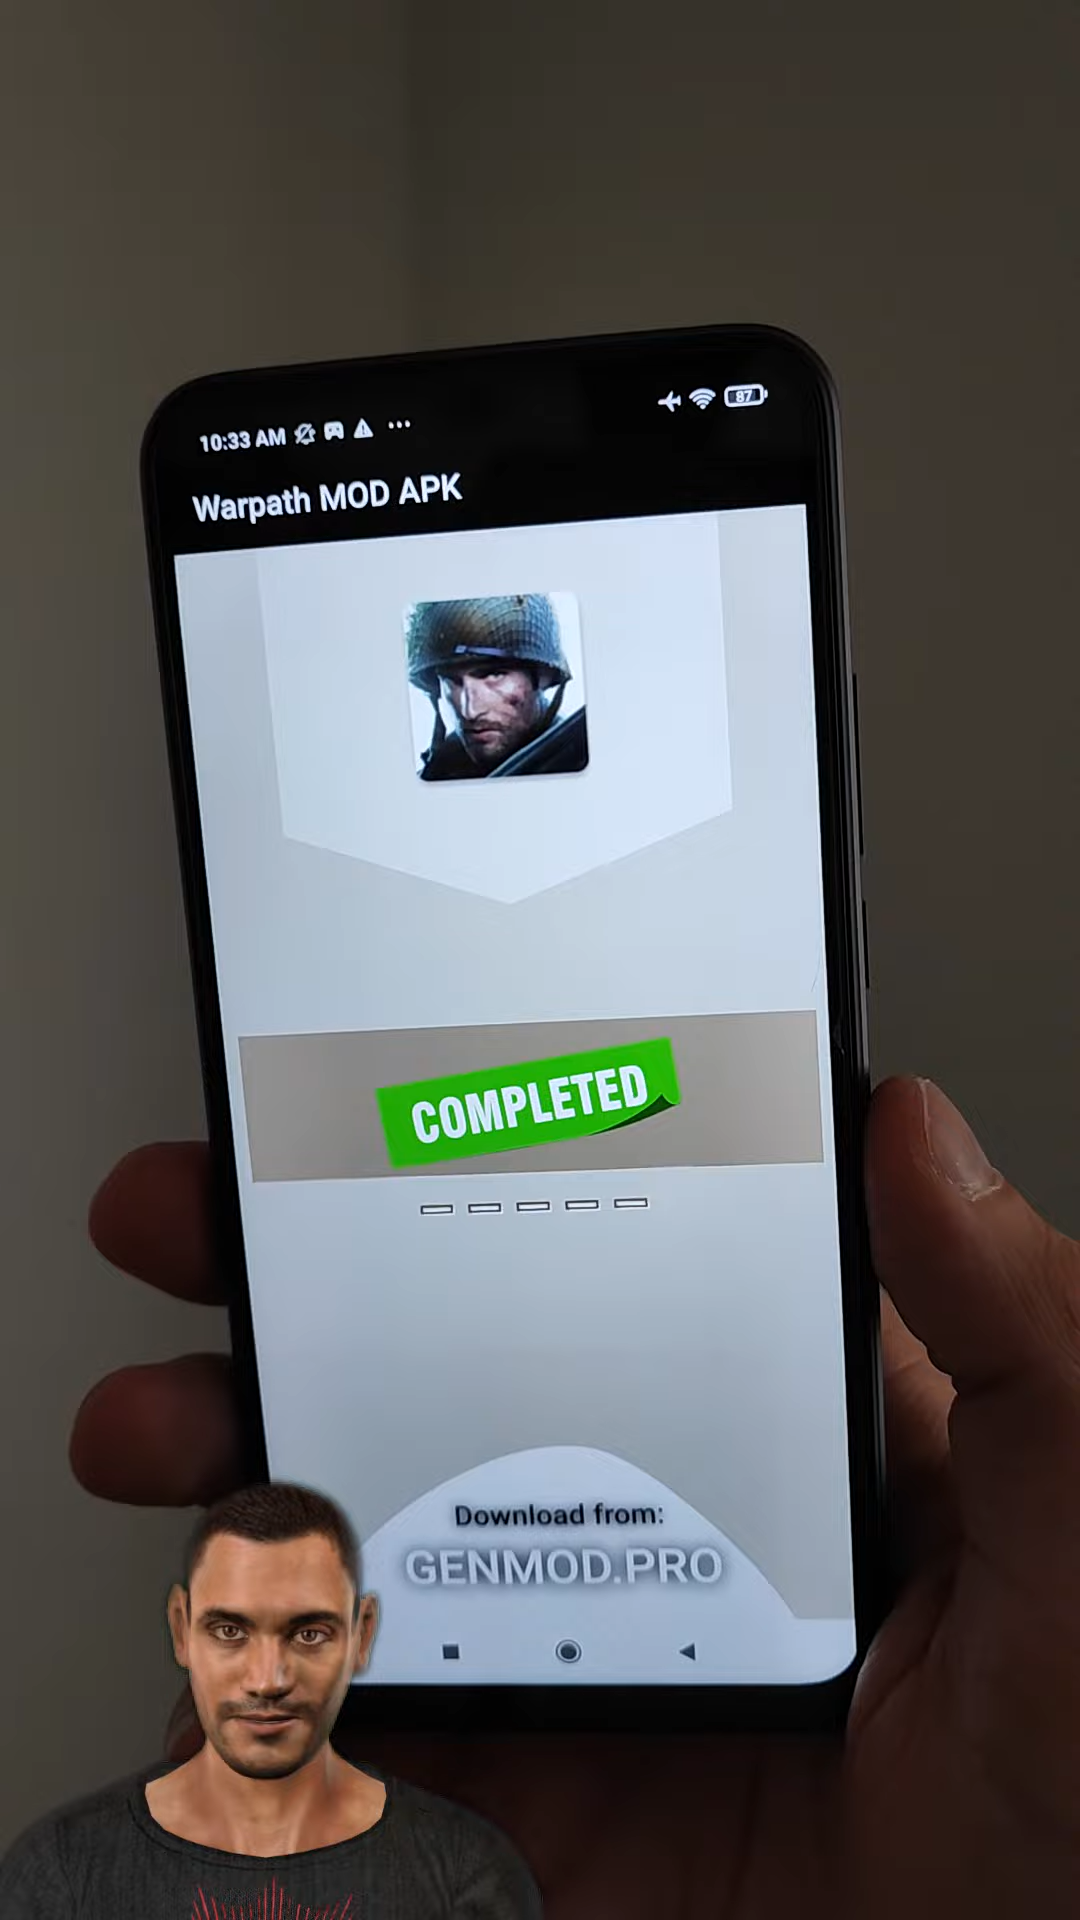 10:33 AM
87
Warpath MOD APK
COMPLETED
Download from:
GENMOD.PRO